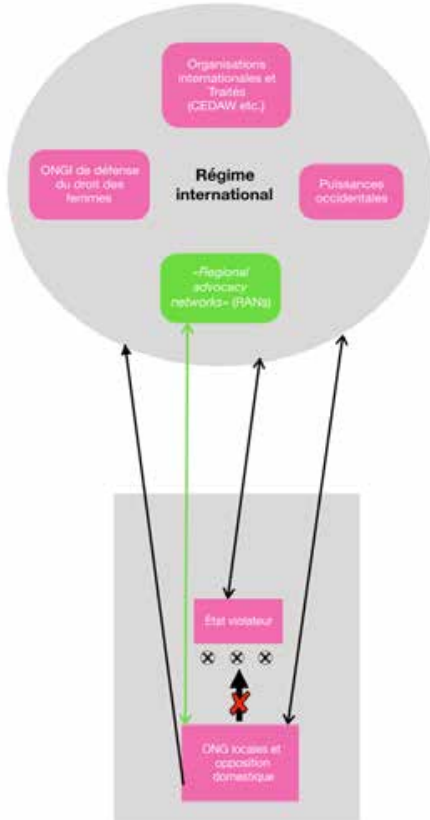 Organisations
internationales et
Traités
(CEDAW etc.)
ONGI de défense
du droit des
femmes
Régime
international
Puissances
occidentales
«Regional
advocacy
networks» (RANs)
État violateur
ONG locales et
opposition
domestique